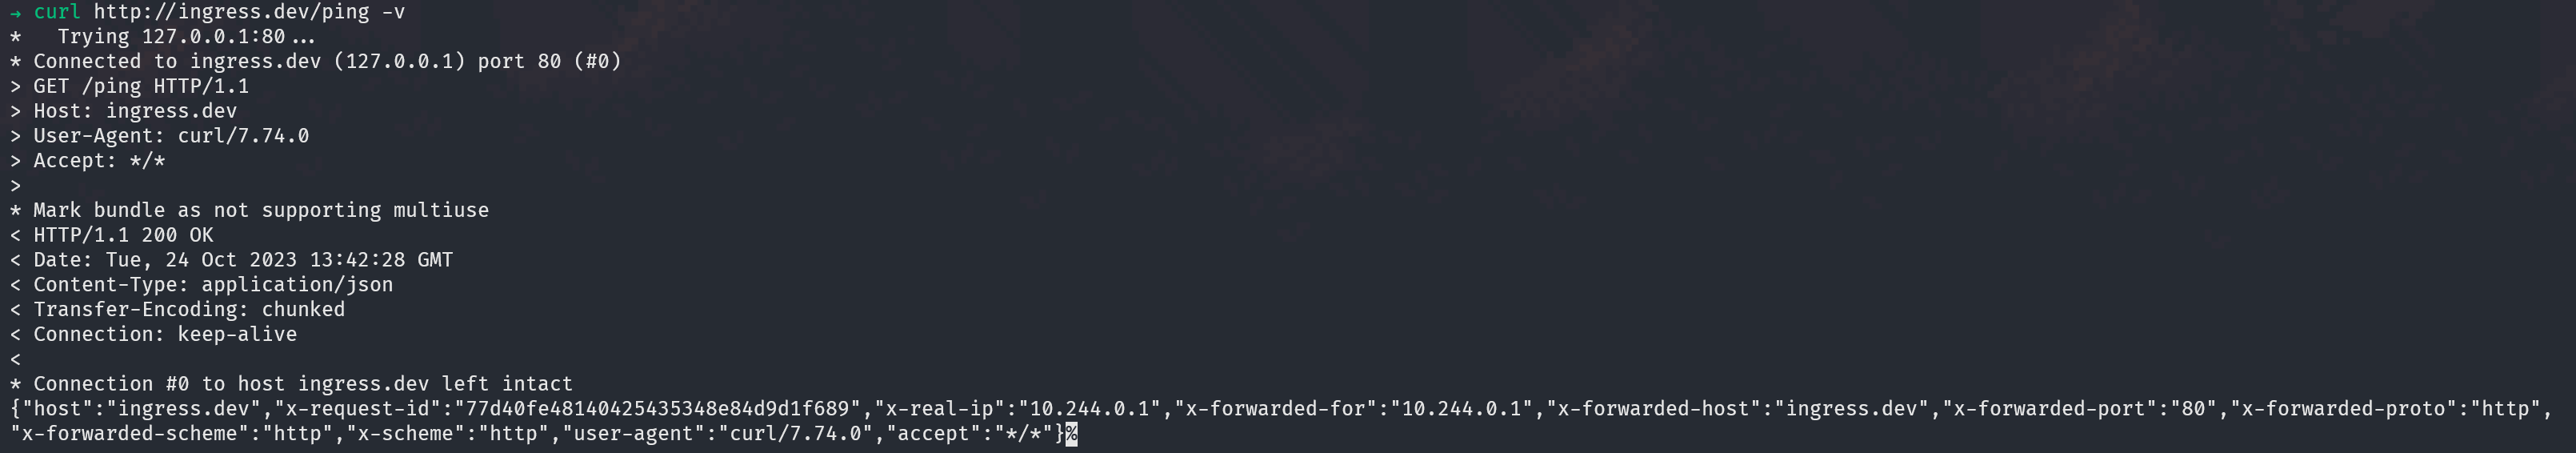 → curl http://ingress.dev/ping -v
*   Trying 127.0.0.1:80...
* Connected to ingress.dev (127.0.0.1) port 80 (#0)
> GET /ping HTTP/1.1
> Host: ingress.dev
> User-Agent: curl/7.74.0
> Accept: */*
>
* Mark bundle as not supporting multiuse
< HTTP/1.1 200 OK
< Date: Tue, 24 Oct 2023 13:42:28 GMT
< Content-Type: application/json
< Transfer-Encoding: chunked
< Connection: keep-alive
<
* Connection #0 to host ingress.dev left intact
{"host":"ingress.dev","x-request-id":"77d40fe48140425435348e84d9d1f689","x-real-ip":"10.244.0.1","x-forwarded-for":"10.244.0.1","x-forwarded-host":"ingress.dev","x-forwarded-port":"80","x-forwarded-proto":"http",
"x-forwarded-scheme":"http","x-scheme":"http","user-agent":"curl/7.74.0","accept":"*/*"}%